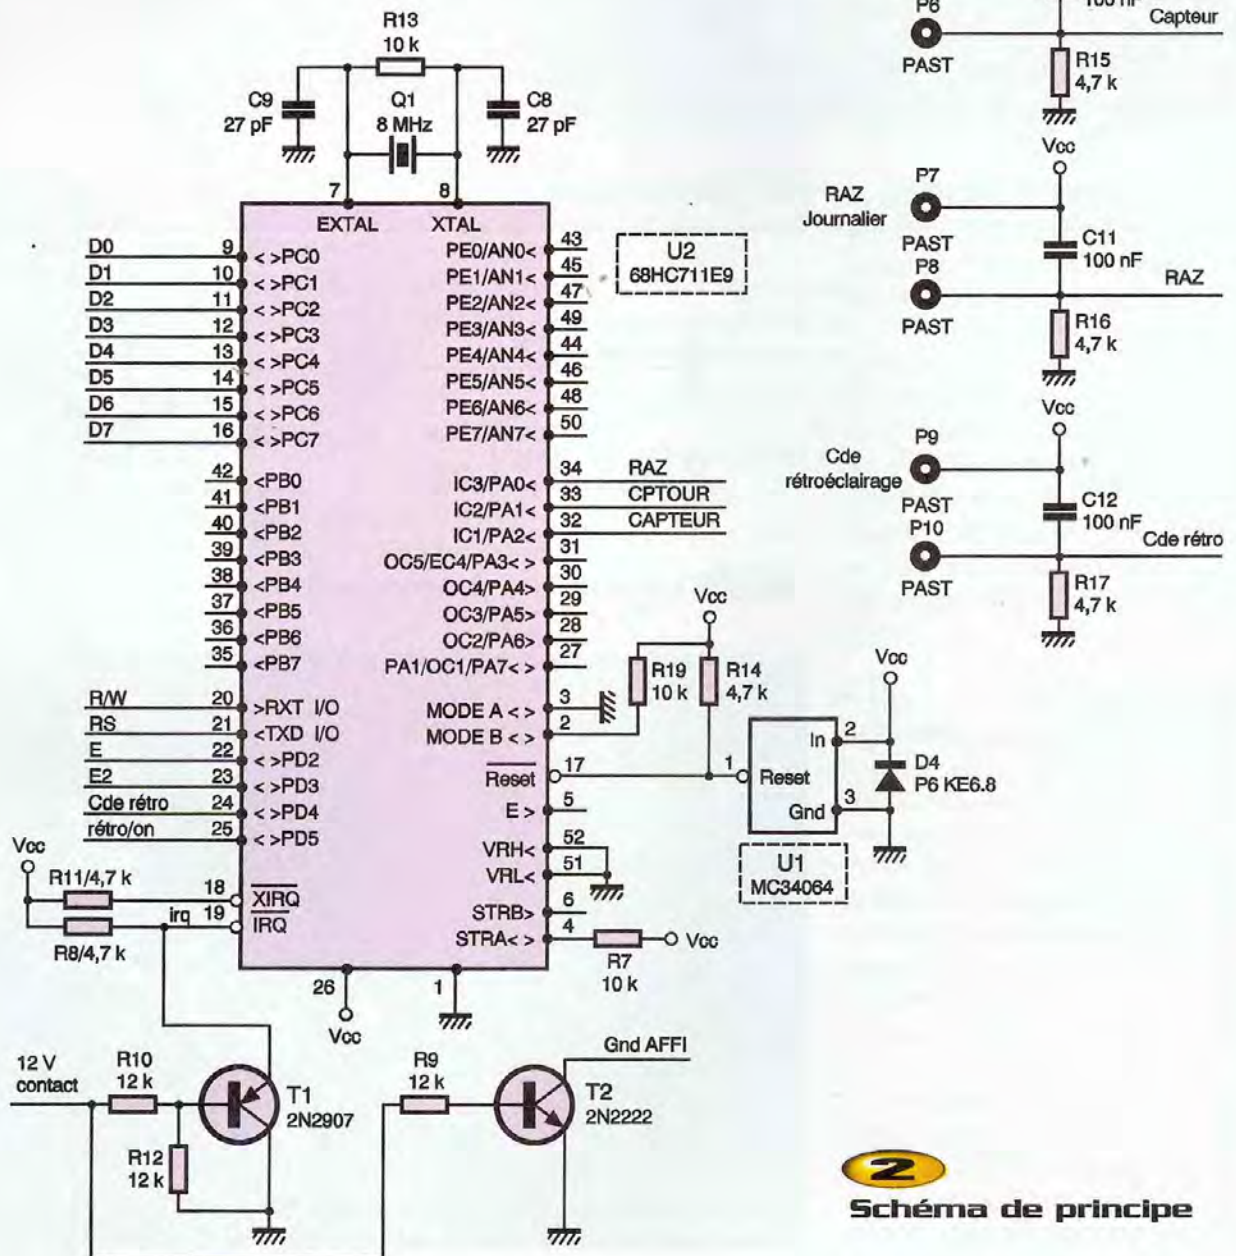 R13
10 k
C9
27 pF
Q1
8 MHz
C8
27 pF
7
8
EXTAL
XTAL
D0
9
< >PC0
D1
10
< >PC1
D2
11
< >PC2
D3
12
< >PC3
D4
13
< >PC4
D5
14
< >PC5
D6
15
< >PC6
D7
16
< >PC7
42
<PB0
41
<PB1
40
<PB2
39
<PB3
38
<PB4
37
<PB5
36
<PB6
35
<PB7
R/W
20
>RXT I/O
RS
21
<TXD I/O
E
22
< >PD2
E2
23
< >PD3
Cde rétro
24
< >PD4
rétro/on
25
< >PD5
Vcc
R11/4,7 k
18
XIRQ
irq
19
IRQ
R8/4,7 k
PE0/AN0<
43
PE1/AN1<
45
PE2/AN2<
47
PE3/AN3<
49
PE4/AN4<
44
PE5/AN5<
46
PE6/AN6<
48
PE7/AN7<
50
IC3/PA0<
34
RAZ
IC2/PA1<
33
CPTOUR
IC1/PA2<
32
CAPTEUR
OC5/EC4/PA3< >
31
OC4/PA4>
30
OC3/PA5>
29
OC2/PA6>
28
PA1/OC1/PA7< >
27
MODE A < >
3
MODE B < >
2
Reset
17
E >
5
VRH<
52
VRL<
51
STRB>
6
STRA< >
4
R7
10 k
Vcc
26
Vcc
1
U2
68HC711E9
Vcc
R19
10 k
R14
4,7 k
1
Reset
In
2
Gnd
3
U1
MC34064
Vcc
D4
P6 KE6.8
P6
PAST
100 nF
Capteur
R15
4,7 k
Vcc
RAZ
Journalier
P7
PAST
P8
PAST
C11
100 nF
RAZ
R16
4,7 k
Vcc
Cde
rétroéclairage
P9
PAST
P10
PAST
C12
100 nF
Cde rétro
R17
4,7 k
12 V
contact
R10
12 k
R12
12 k
T1
2N2907
R9
12 k
T2
2N2222
Gnd AFFI
2
Schéma de principe